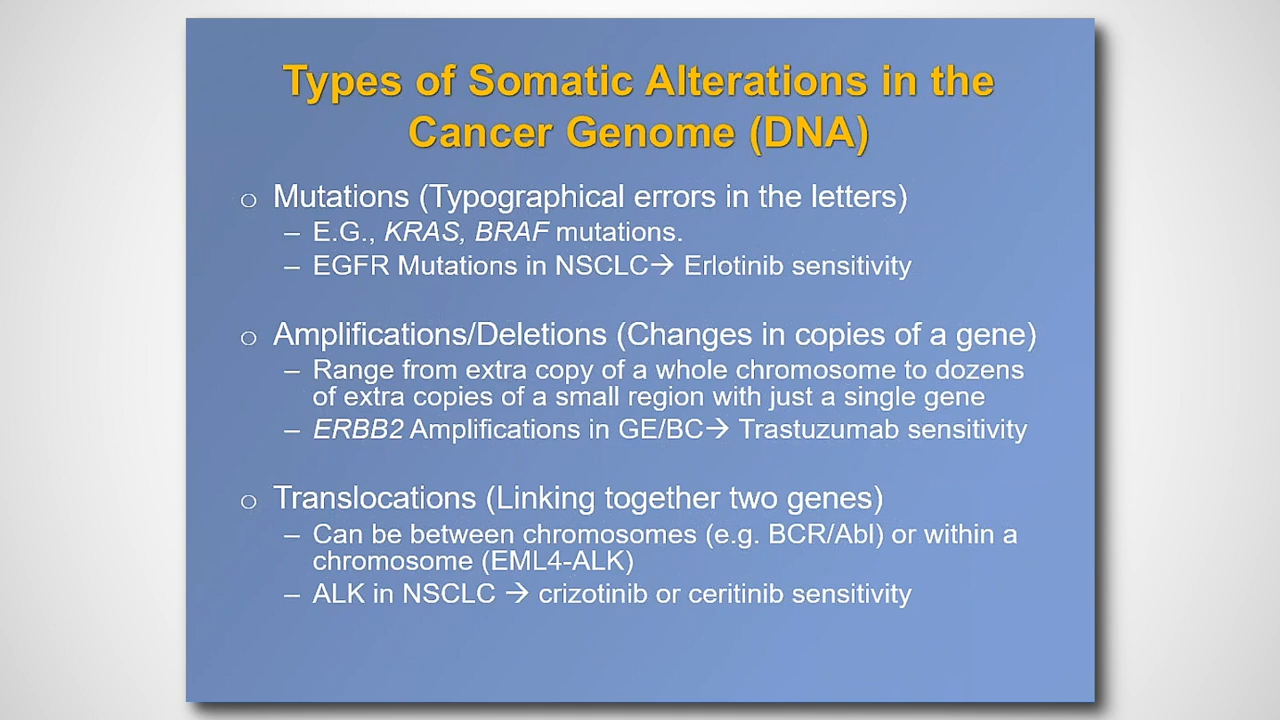 Types of Somatic Alterations in the
Cancer Genome (DNA)
o Mutations (Typographical errors in the letters)
– E.G., KRAS, BRAF mutations.
– EGFR Mutations in NSCLC→ Erlotinib sensitivity
o Amplifications/Deletions (Changes in copies of a gene)
– Range from extra copy of a whole chromosome to dozens
of extra copies of a small region with just a single gene
– ERBB2 Amplifications in GE/BC→ Trastuzumab sensitivity
o Translocations (Linking together two genes)
– Can be between chromosomes (e.g. BCR/Abl) or within a
chromosome (EML4-ALK)
– ALK in NSCLC → crizotinib or ceritinib sensitivity